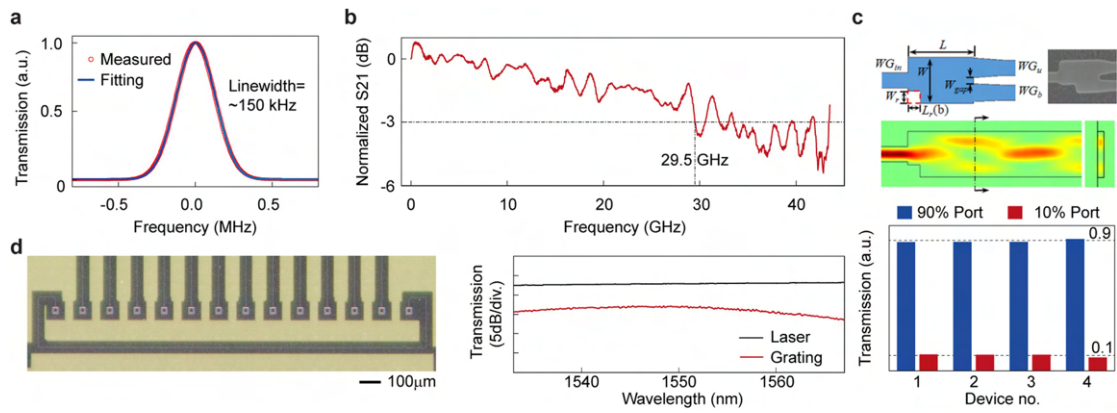 a
Transmission (a.u.)
1.0
0.5
0
Measured
Fitting
Linewidth=
~150 kHz
-0.5 0.0 0.5
Frequency (MHz)
b
Normalized S21 (dB)
0
-3
-6
29.5 GHz
0 10 20 30 40
Frequency (GHz)
c
L
WG_in
W
W_gap
WG_u
WG_b
W_r
L_r(b)
90% Port 10% Port
Transmission (a.u.)
0.9
0.1
1 2 3 4
Device no.
d
100μm
Transmission
(5dB/div.)
Laser
Grating
1540 1550 1560
Wavelength (nm)